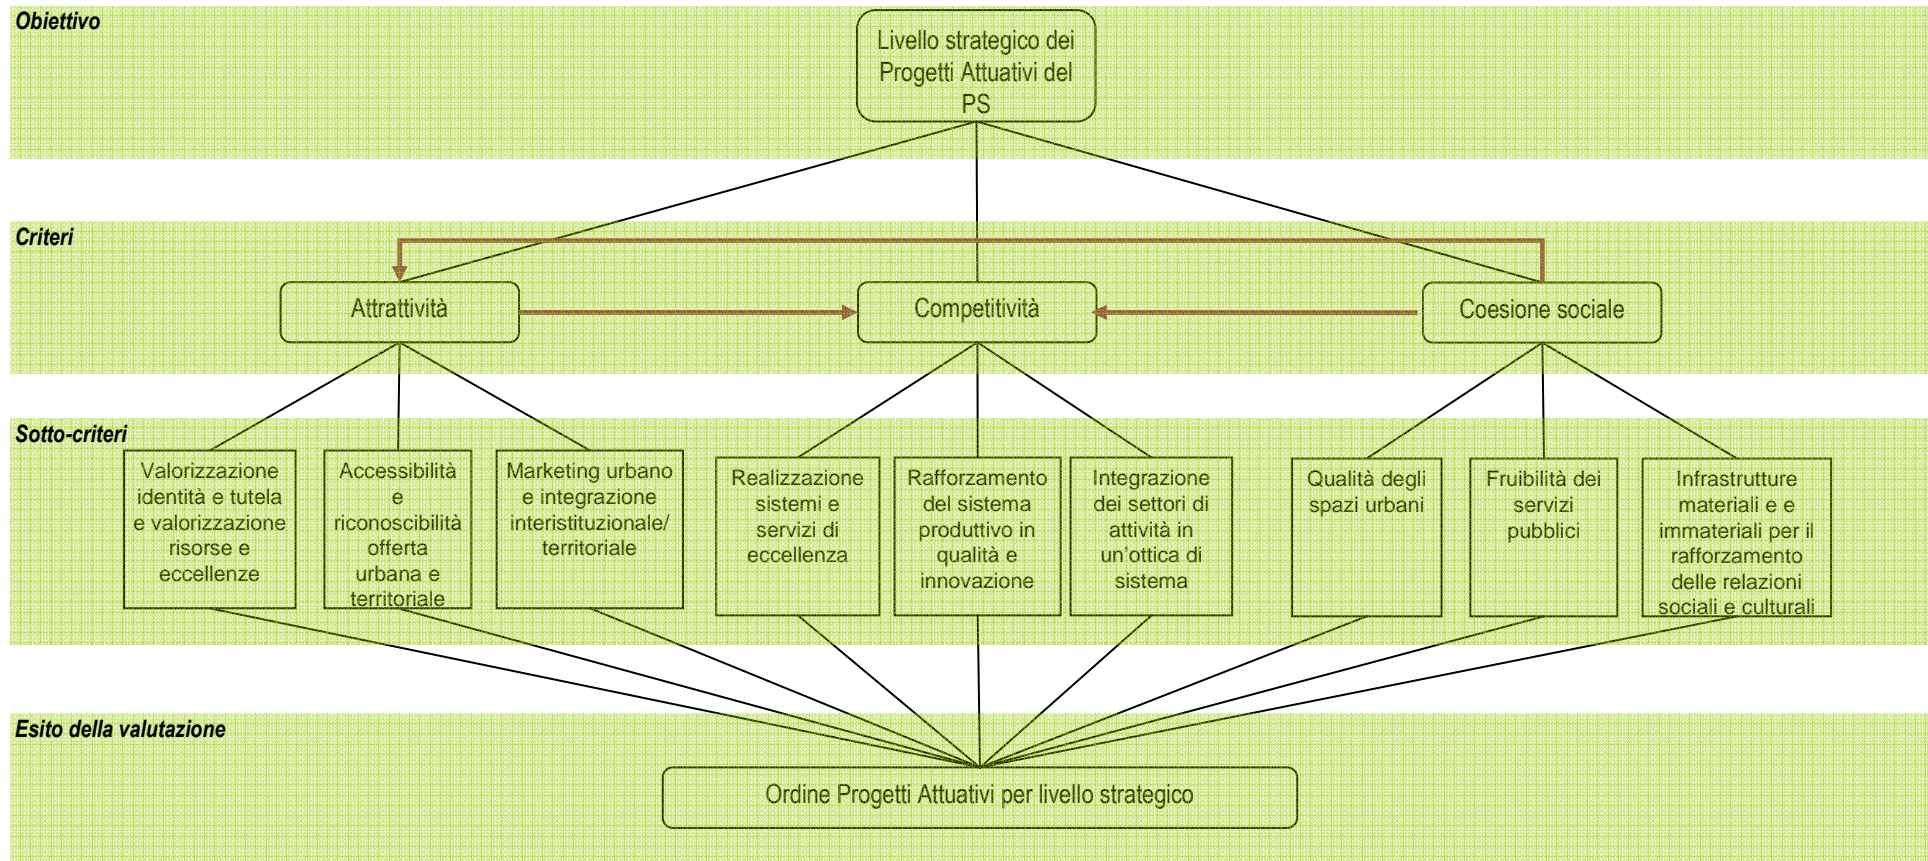 Obiettivo
Livello strategico dei
Progetti Attuativi del
PS
Criteri
Attrattività
Competitività
Coesione sociale
Sotto-criteri
Valorizzazione
identità e tutela
e valorizzazione
risorse e
eccellenze
Accessibilità
e
riconoscibilità
offerta
urbana e
territoriale
Marketing urbano
e integrazione
interistituzionale/
territoriale
Realizzazione
sistemi e
servizi di
eccellenza
Rafforzamento
del sistema
produttivo in
qualità e
innovazione
Integrazione
dei settori di
attività in
un'ottica di
sistema
Qualità degli
spazi urbani
Fruibilità dei
servizi
pubblici
Infrastrutture
materiali e e
immateriali per il
rafforzamento
delle relazioni
sociali e culturali
Esito della valutazione
Ordine Progetti Attuativi per livello strategico